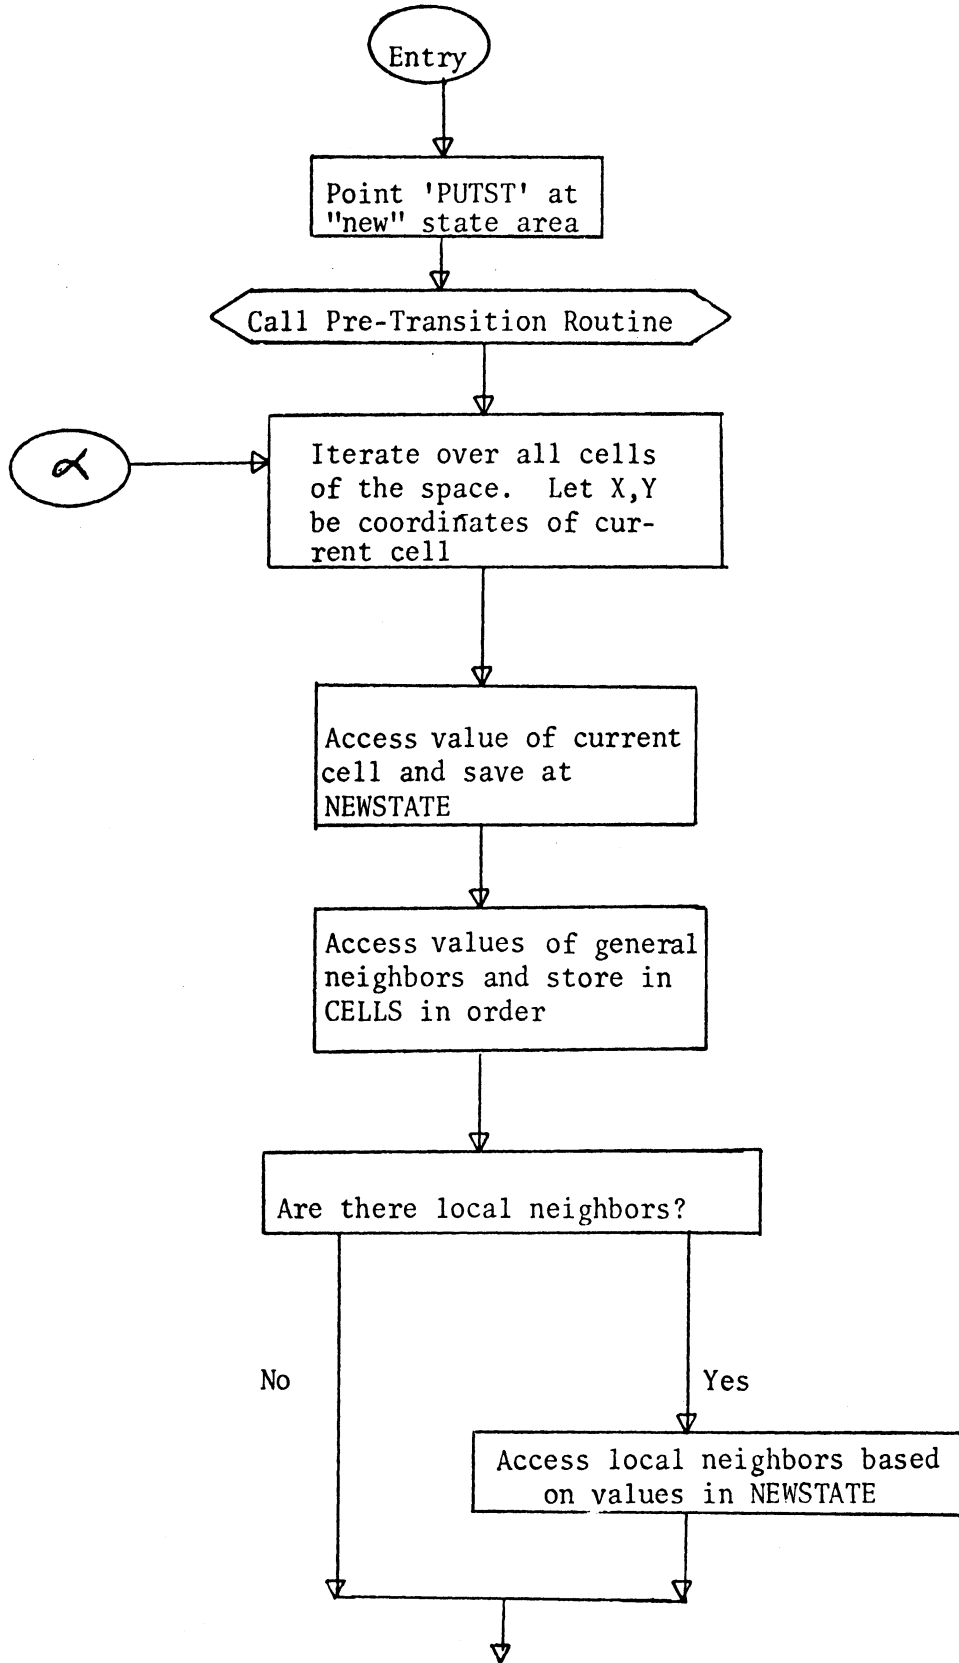 Entry
Point 'PUTST' at
"new" state area
Call Pre-Transition Routine
α
Iterate over all cells
of the space. Let X,Y
be coordinates of cur-
rent cell
Access value of current
cell and save at
NEWSTATE
Access values of general
neighbors and store in
CELLS in order
Are there local neighbors?
No
Yes
Access local neighbors based
on values in NEWSTATE